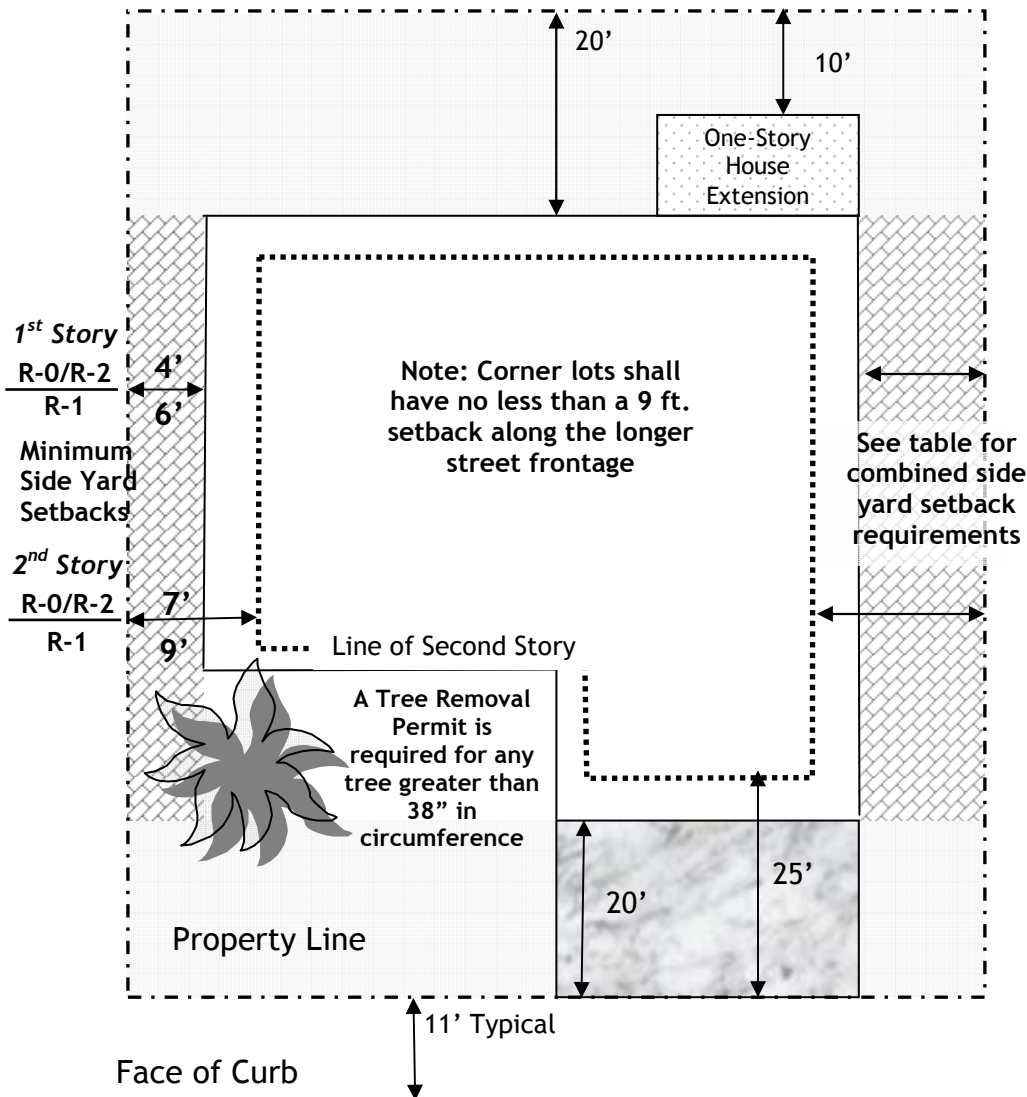 20’
10’
One-Story
House
Extension
1st Story
R-0/R-2
R-1
4’
6’
Minimum
Side Yard
Setbacks
2nd Story
R-0/R-2
R-1
7’
9’
Note: Corner lots shall
have no less than a 9 ft.
setback along the longer
street frontage
See table for
combined side
yard setback
requirements
Line of Second Story
A Tree Removal
Permit is
required for any
tree greater than
38” in
circumference
20’
25’
Property Line
11’ Typical
Face of Curb